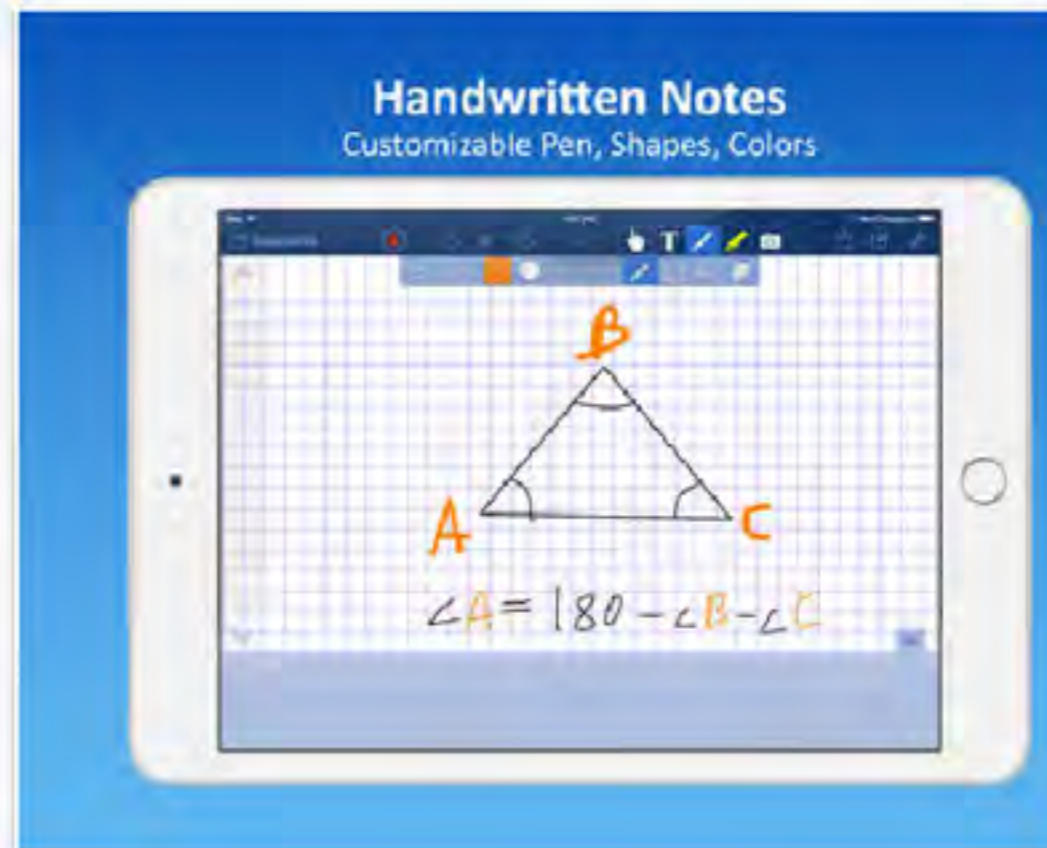 Handwritten Notes
Customizable Pen, Shapes, Colors
T
B
A
C
∠A = 180 - ∠B - ∠C